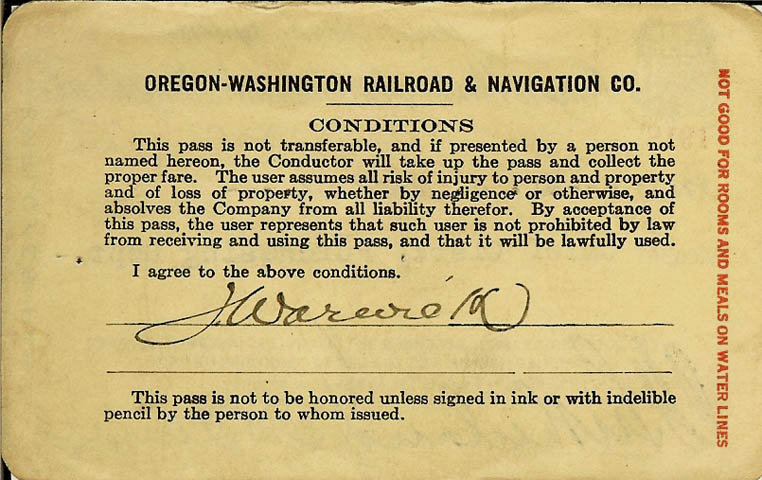 OREGON-WASHINGTON RAILROAD & NAVIGATION CO.
CONDITIONS
This pass is not transferable, and if presented by a person not
named hereon, the Conductor will take up the pass and collect the
proper fare. The user assumes all risk of injury to person and property
and of loss of property, whether by negligence or otherwise, and
absolves the Company from all liability therefor. By acceptance of
this pass, the user represents that such user is not prohibited by law
from receiving and using this pass, and that it will be lawfully used.
I agree to the above conditions.
J. Warwick
This pass is not to be honored unless signed in ink or with indelible
pencil by the person to whom issued.
NOT GOOD FOR ROOMS AND MEALS ON WATER LINES